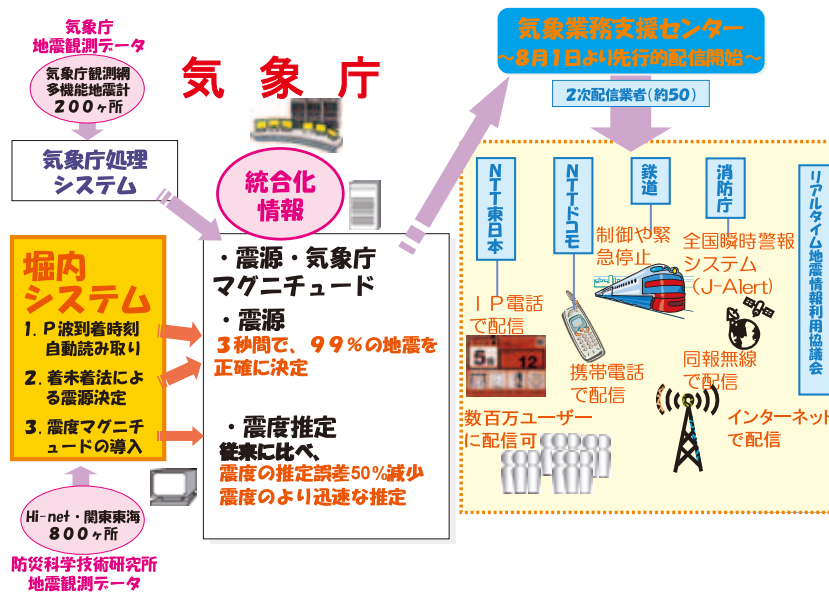 気象庁
地震観測データ
気象庁観測網
多機能地震計
２００ヶ所
気象庁処理
システム
堀内
システム
1. Ｐ波到着時刻
自動読み取り
2. 着未着法によ
る震源決定
3. 震度マグニチ
ュードの導入
Hi-net・関東東海
８００ヶ所
防災科学技術研究所
地震観測データ
気象庁
統合化
情報
・震源・気象庁
マグニチュード
・震源
３秒間で、９９％の地震を
正確に決定
・震度推定
従来に比べ、
震度の推定誤差50％減少
震度のより迅速な推定
気象業務支援センター
～8月1日より先行的配信開始～
2次配信業者（約50）
NTT東日本
ＩＰ電話
で配信
5強
12
数百万ユーザー
に配信可
NTTドコモ
携帯電話
で配信
鉄道
制御や緊
急停止
消防庁
全国瞬時警報
システム
（J-Alert）
同報無線
で配信
リアルタイム地震情報利用協議会
インターネット
で配信